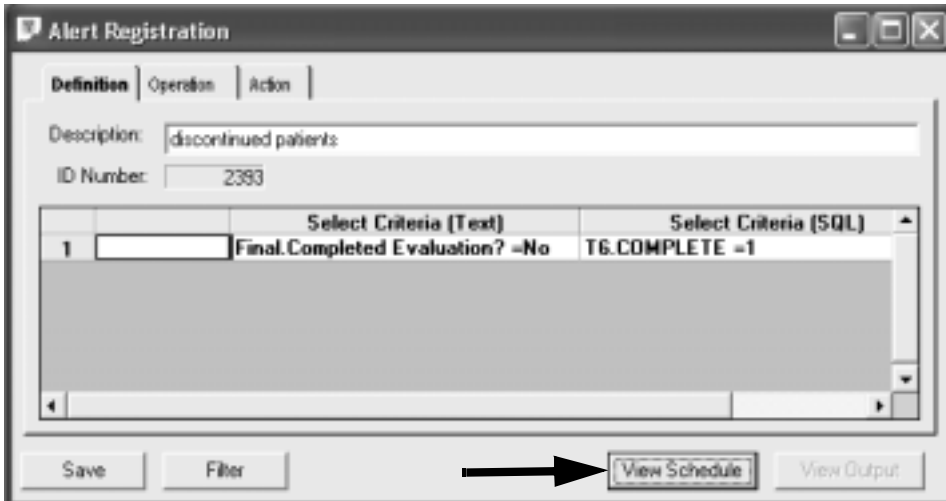 Alert Registration
Definition Operation Action
Description: discontinued patients
ID Number: 2393
Select Criteria (Text) Select Criteria (SQL)
1 Final.Completed Evaluation? =No T6.COMPLETE =1
Save Filter View Schedule View Output